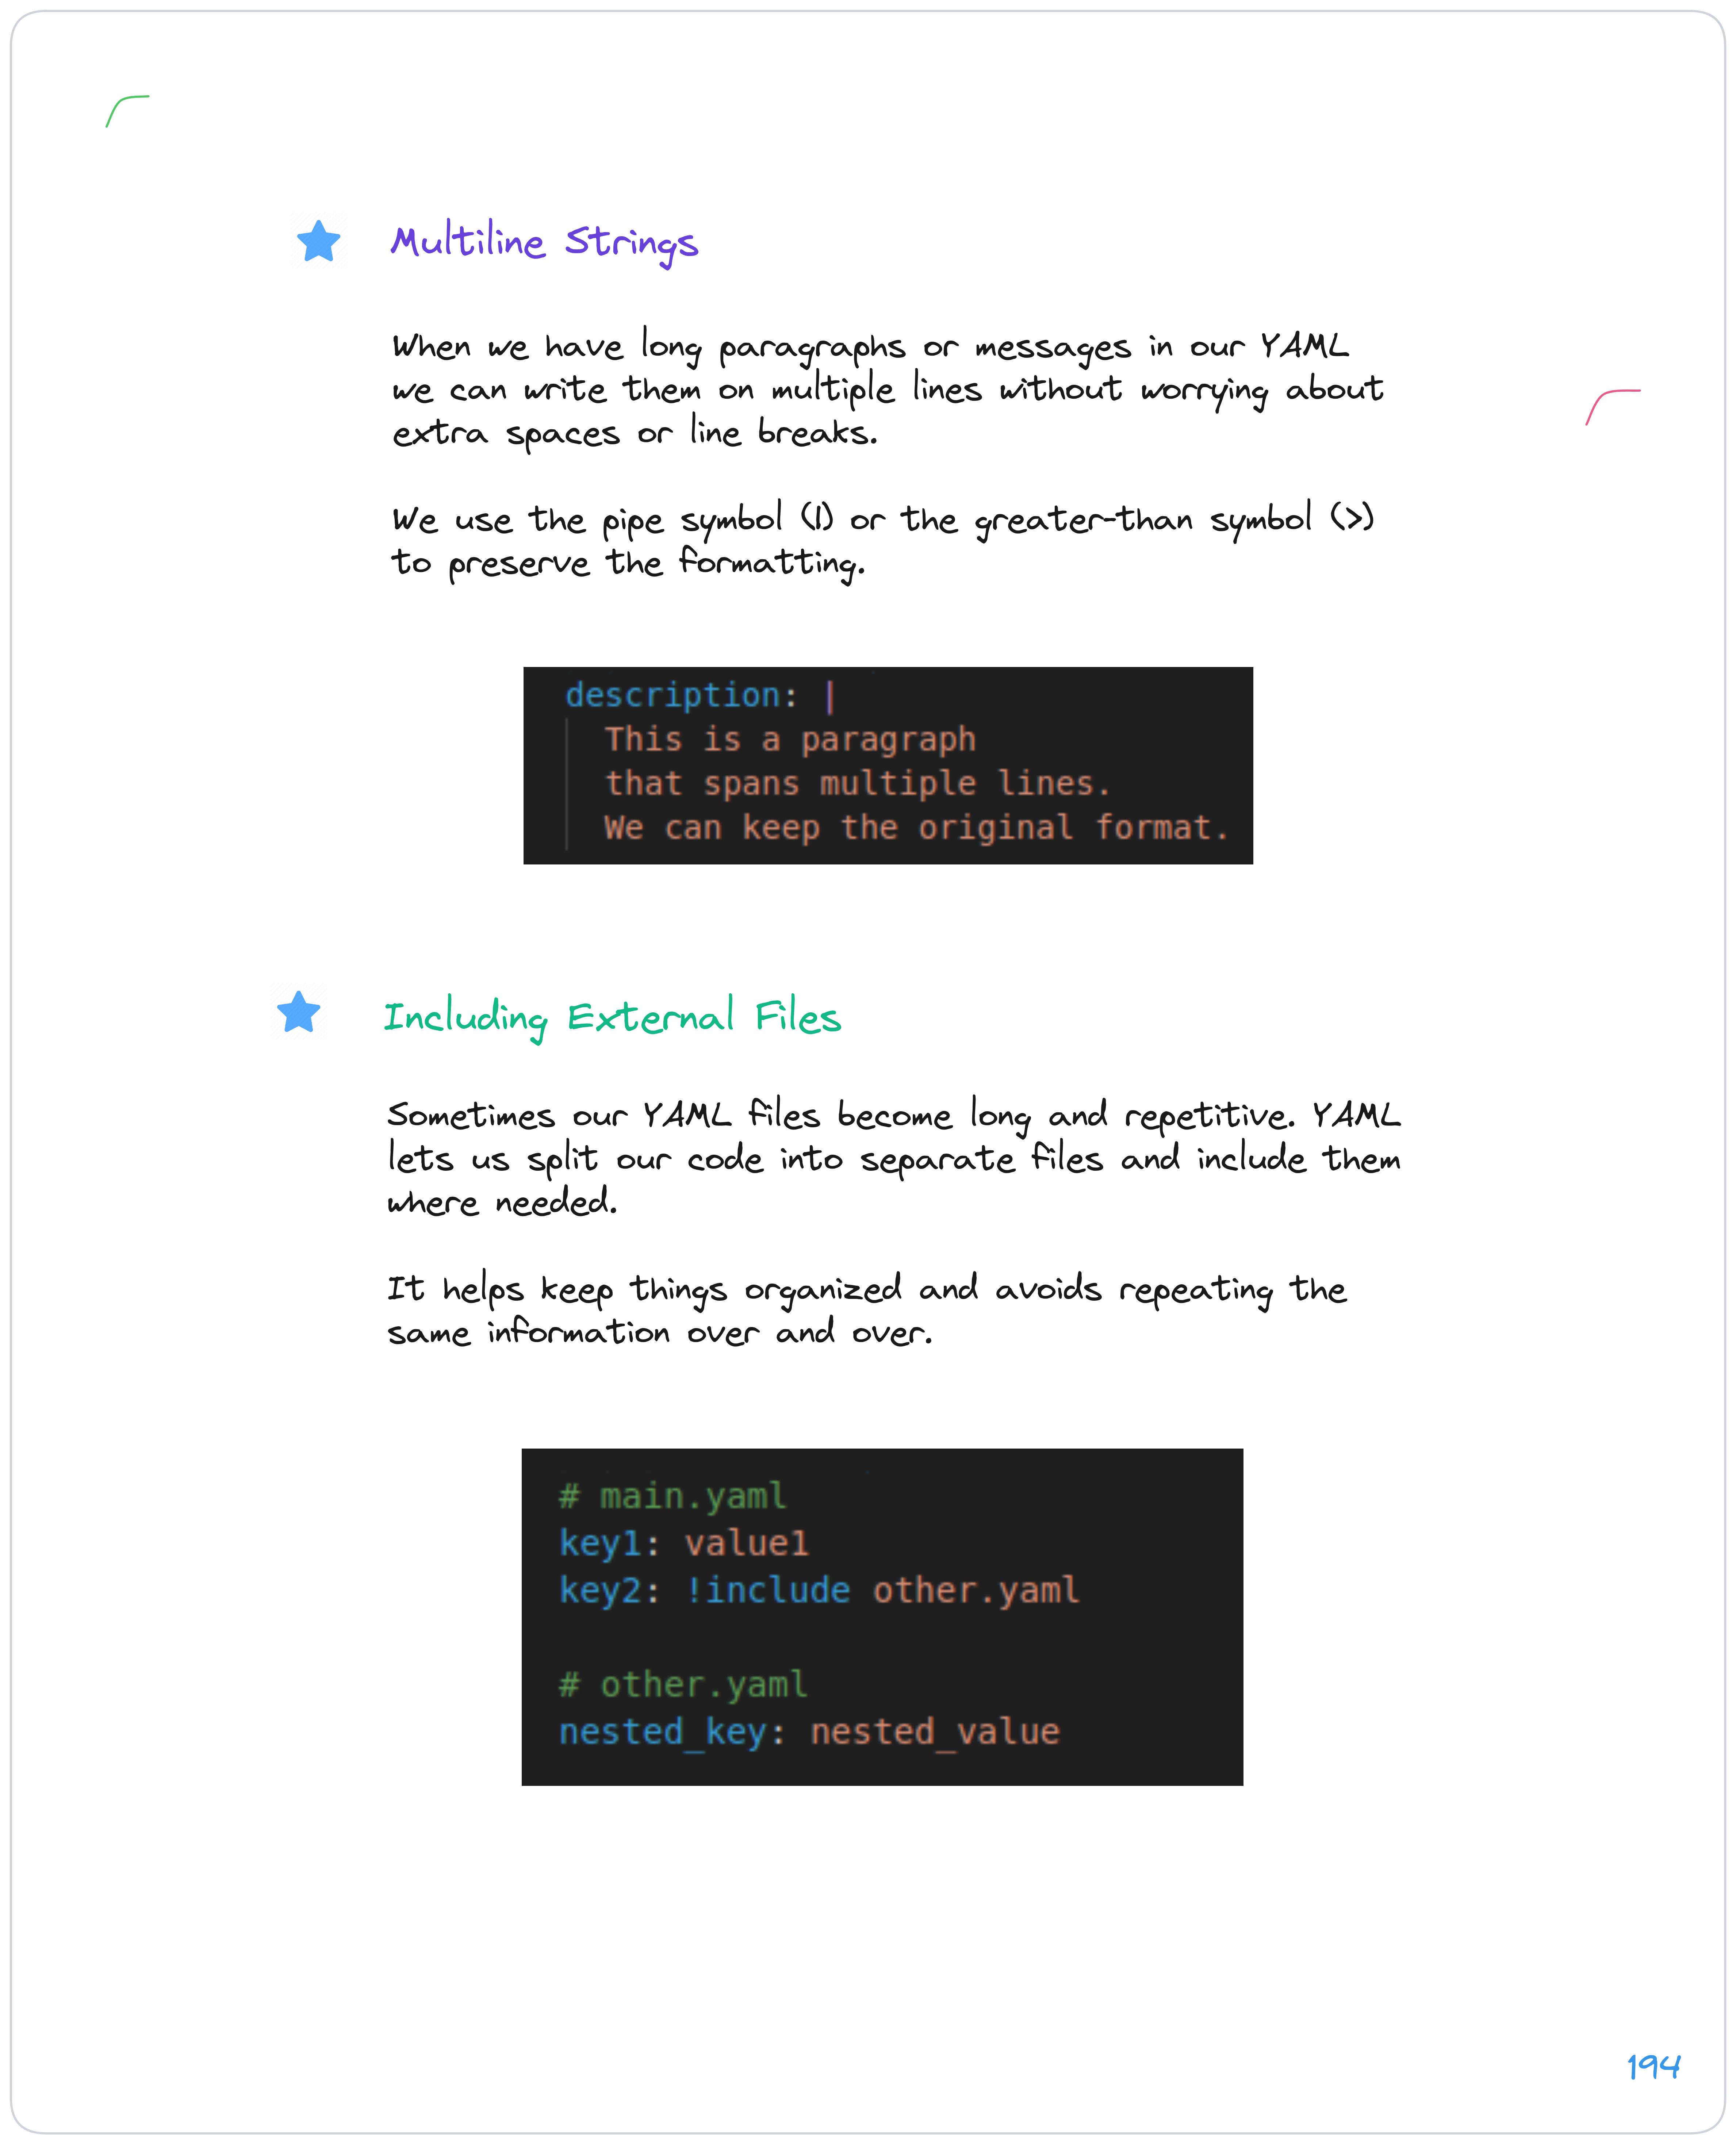 Multiline Strings
When we have long paragraphs or messages in our YAML
we can write them on multiple lines without worrying about
extra spaces or line breaks.
We use the pipe symbol (|) or the greater-than symbol (>)
to preserve the formatting.
description: |
This is a paragraph
that spans multiple lines.
We can keep the original format.
Including External Files
Sometimes our YAML files become long and repetitive. YAML
lets us split our code into separate files and include them
where needed.
It helps keep things organized and avoids repeating the
same information over and over.
# main.yaml
key1: value1
key2: !include other.yaml
# other.yaml
nested_key: nested_value
194